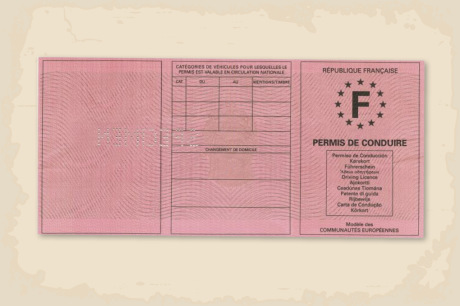 CATÉGORIES DE VÉHICULES POUR LESQUELLES LE
PERMIS EST VALABLE EN CIRCULATION NATIONALE
CAT.
DU
AU
MENTIONS/TIMBRE
CHANGEMENT DE DOMICILE
RÉPUBLIQUE FRANÇAISE
F
PERMIS DE CONDUIRE
Permiso de Conducción
Kørekort
Führerschein
Driving Licence
Ajokortti
Ceadúnas Tiomána
Patente di guida
Rijbewijs
Carta de Condução
Körkort
Modèle des
COMMUNAUTÉS EUROPÉENNES